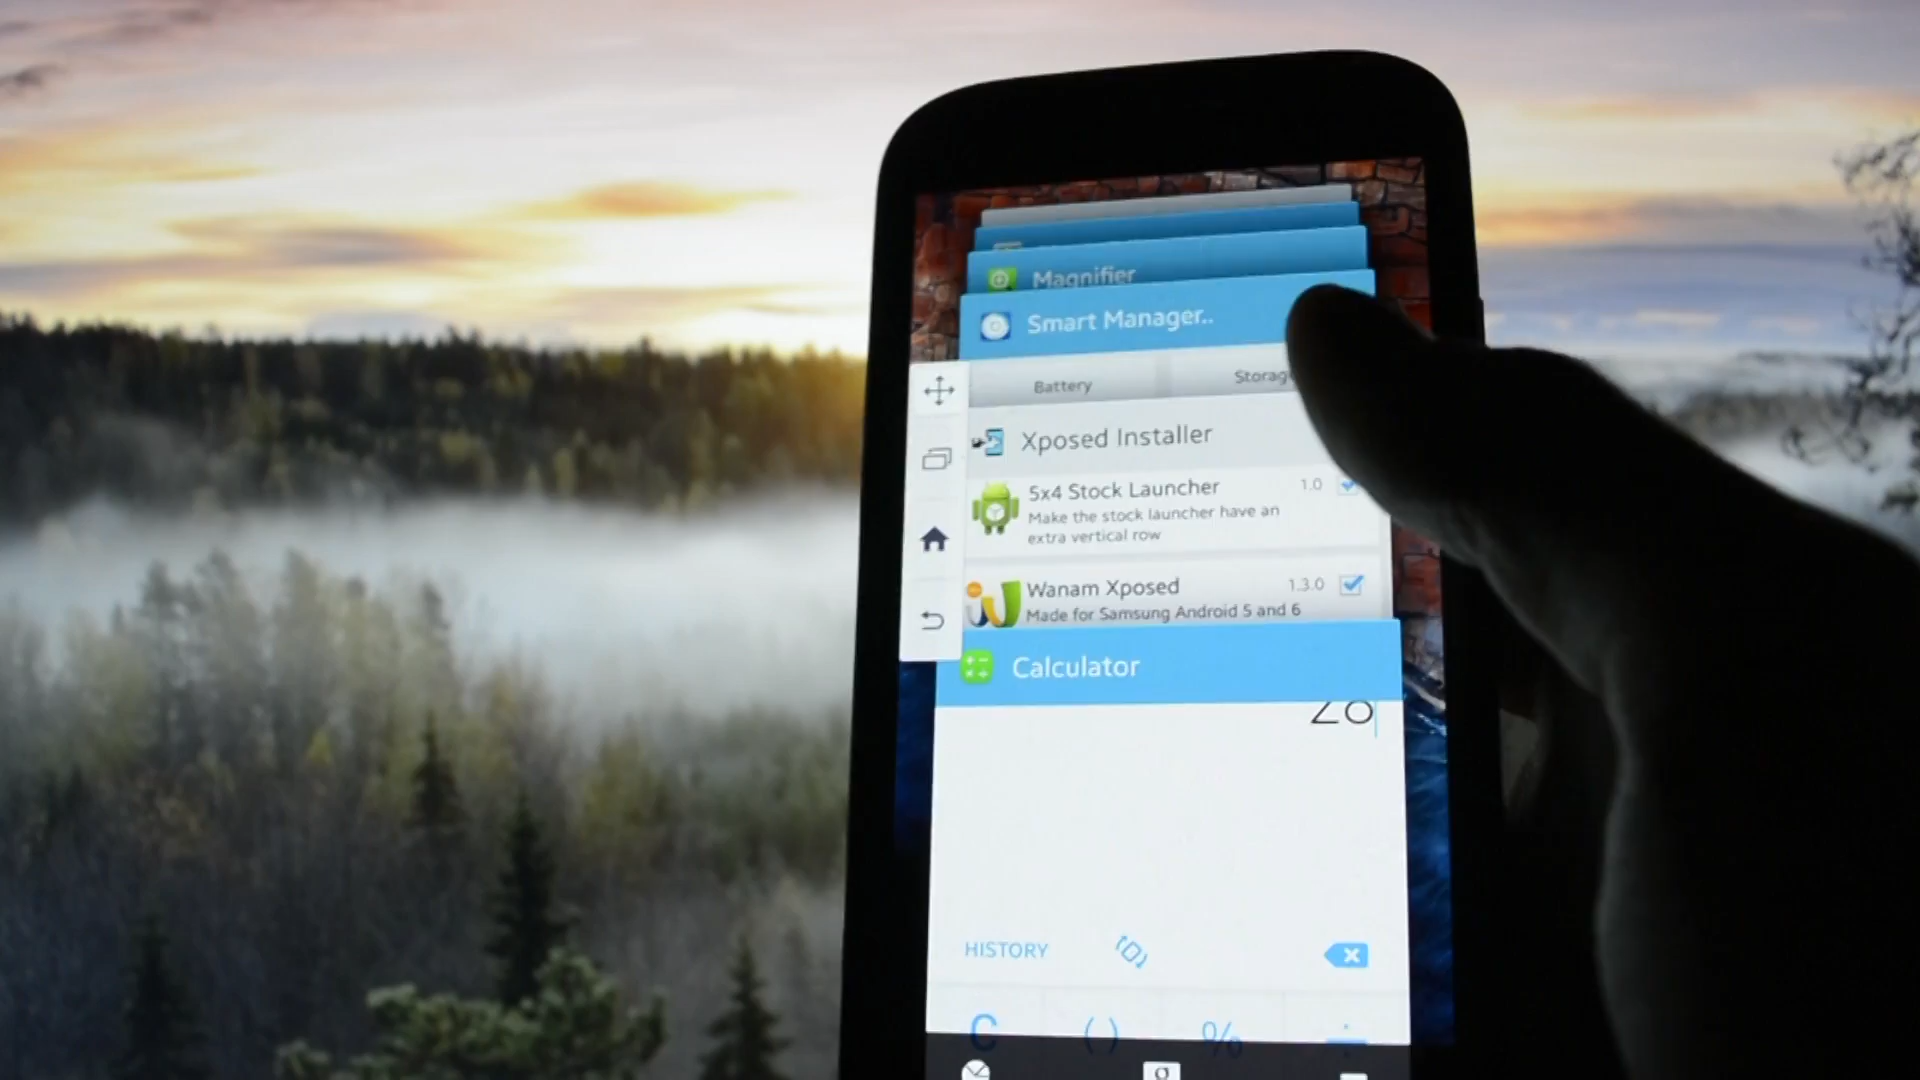 Magnifier
Smart Manager..
Battery
Storag
Xposed Installer
5x4 Stock Launcher 1.0
Make the stock launcher have an
extra vertical row
Wanam Xposed 1.3.0
Made for Samsung Android 5 and 6
Calculator
28
HISTORY
C ( ) % ÷